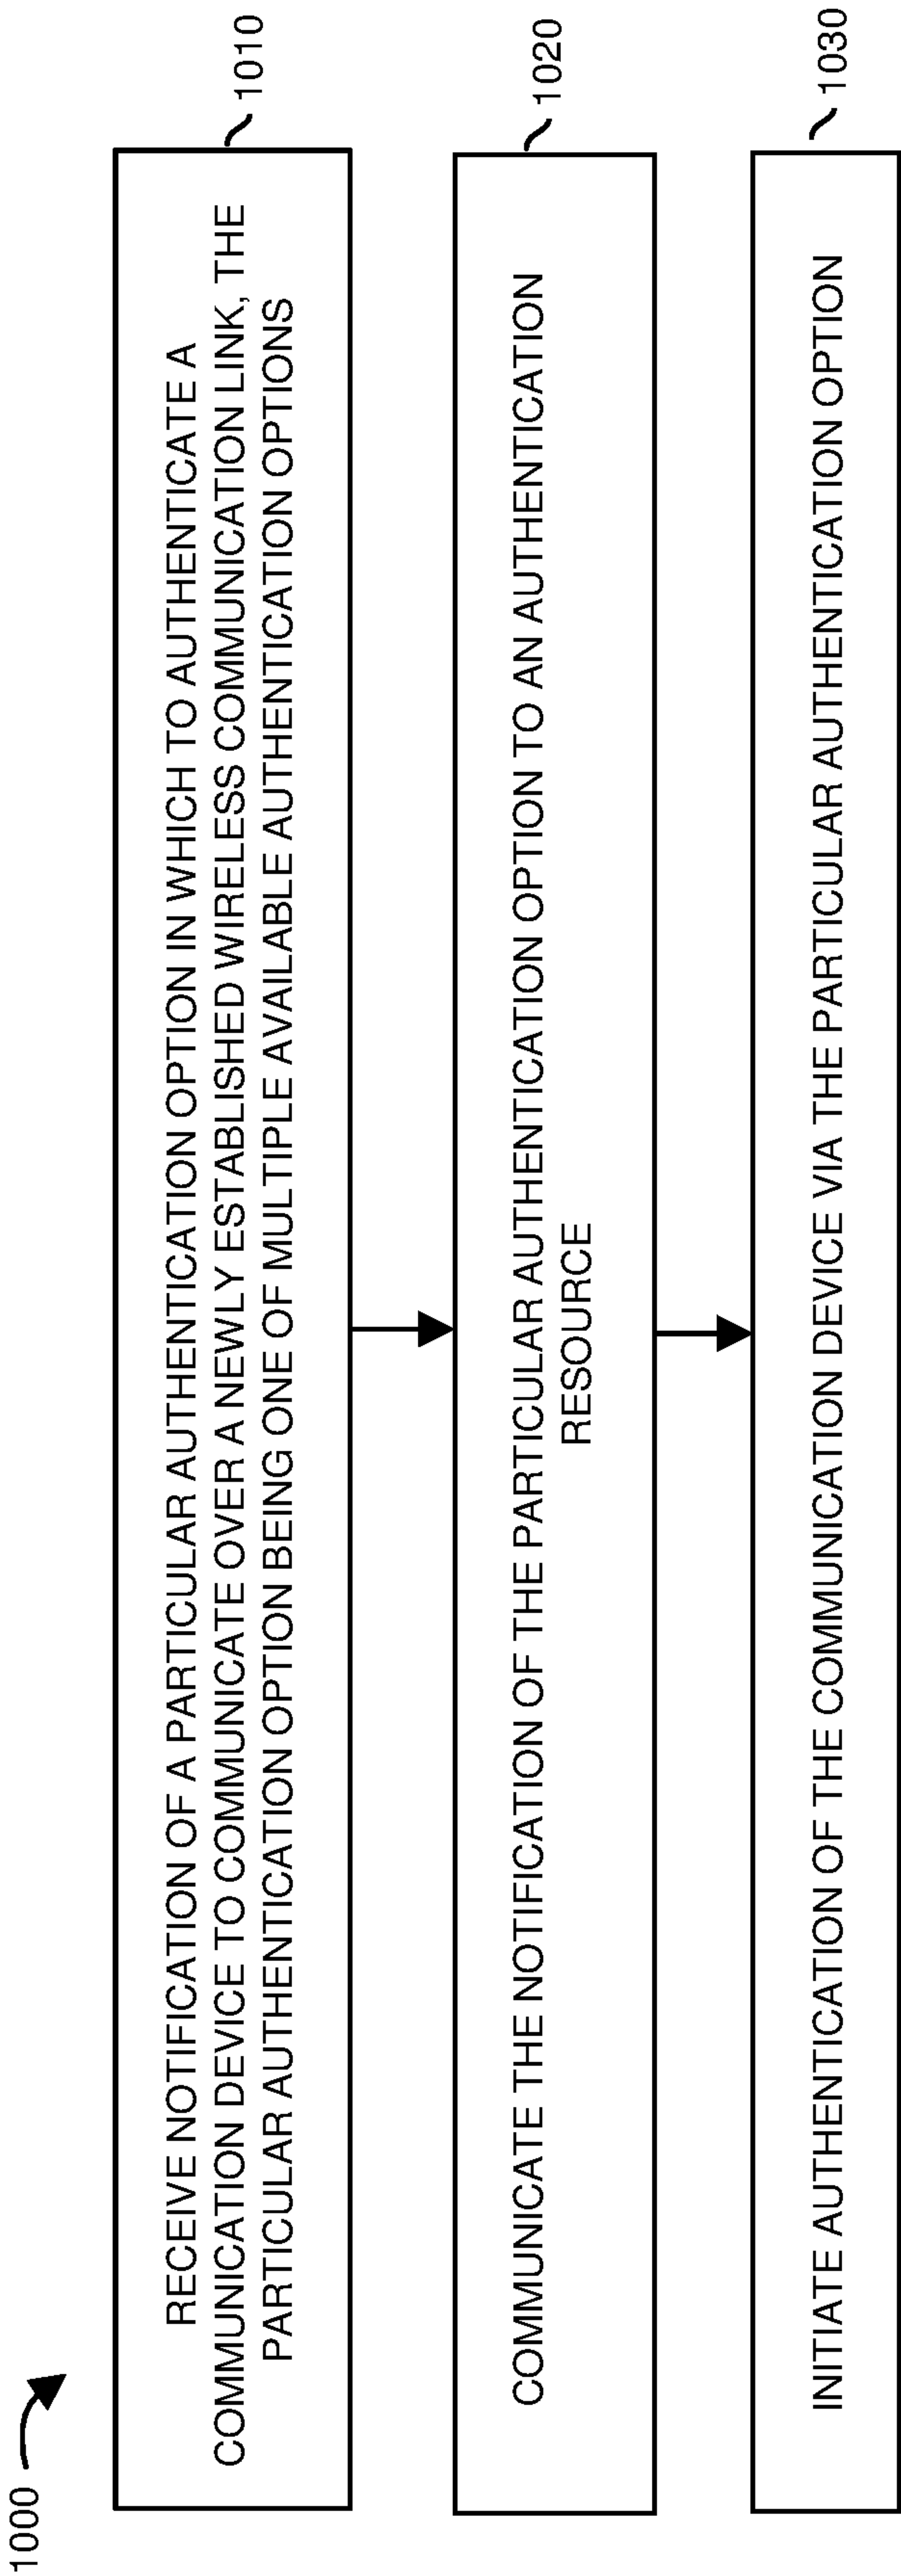 1000
RECEIVE NOTIFICATION OF A PARTICULAR AUTHENTICATION OPTION IN WHICH TO AUTHENTICATE A
COMMUNICATION DEVICE TO COMMUNICATE OVER A NEWLY ESTABLISHED WIRELESS COMMUNICATION LINK, THE
PARTICULAR AUTHENTICATION OPTION BEING ONE OF MULTIPLE AVAILABLE AUTHENTICATION OPTIONS
1010
COMMUNICATE THE NOTIFICATION OF THE PARTICULAR AUTHENTICATION OPTION TO AN AUTHENTICATION
RESOURCE
1020
INITIATE AUTHENTICATION OF THE COMMUNICATION DEVICE VIA THE PARTICULAR AUTHENTICATION OPTION
1030